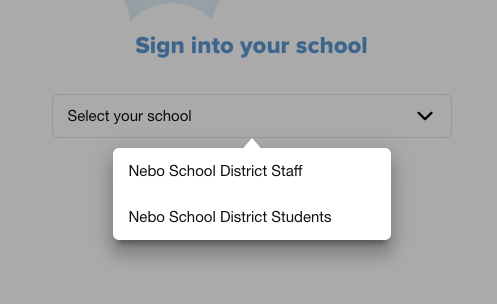 Sign into your school
Select your school
Nebo School District Staff
Nebo School District Students